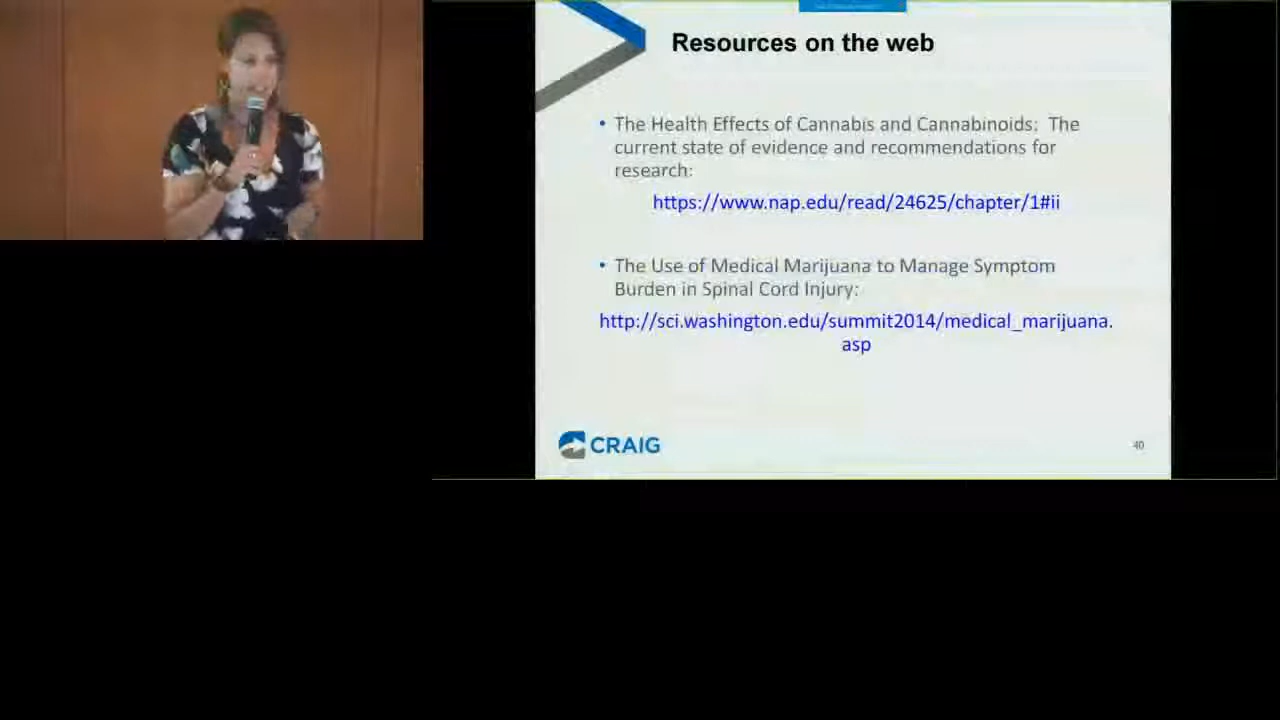 Resources on the web
• The Health Effects of Cannabis and Cannabinoids: The
current state of evidence and recommendations for
research:
https://www.nap.edu/read/24625/chapter/1#ii
• The Use of Medical Marijuana to Manage Symptom
Burden in Spinal Cord Injury:
http://sci.washington.edu/summit2014/medical_marijuana.
asp
CRAIG
40